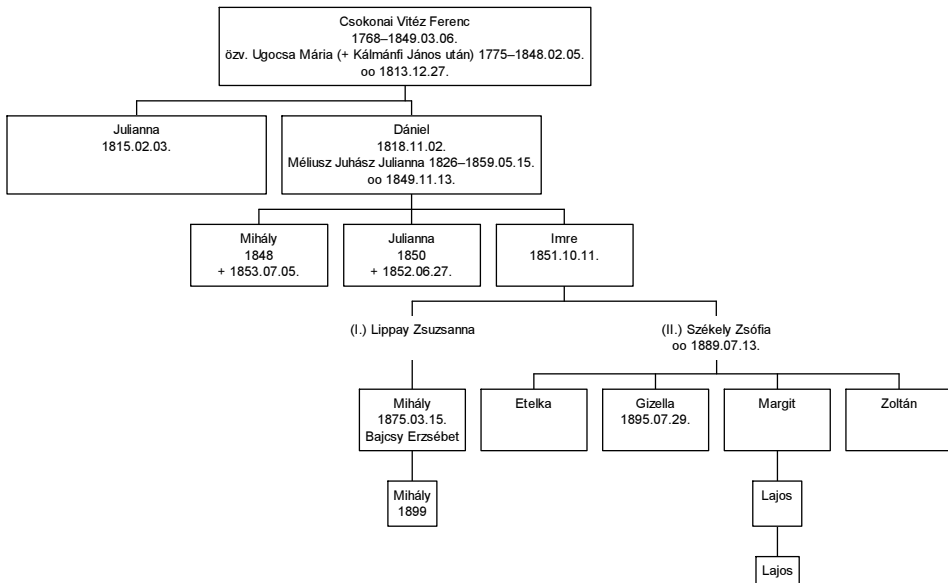 Csokonai Vitéz Ferenc
1768–1849.03.06.
özv. Ugocsa Mária (+ Kálmánfi János után) 1775–1848.02.05.
oo 1813.12.27.
Julianna
1815.02.03.
Dániel
1818.11.02.
Méliusz Juhász Julianna 1826–1859.05.15.
oo 1849.11.13.
Mihály
1848
+ 1853.07.05.
Julianna
1850
+ 1852.06.27.
Imre
1851.10.11.
(I.) Lippay Zsuzsanna
(II.) Székely Zsófia
oo 1889.07.13.
Mihály
1875.03.15.
Bajcsy Erzsébet
Etelka
Gizella
1895.07.29.
Margit
Zoltán
Mihály
1899
Lajos
Lajos